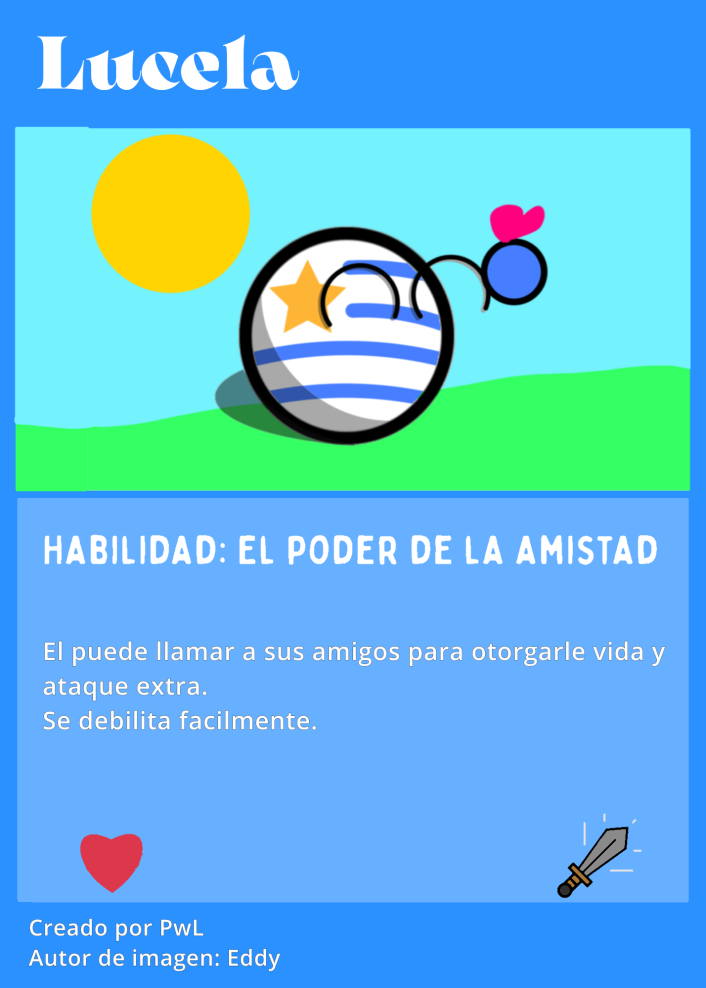 Lucela
HABILIDAD: EL PODER DE LA AMISTAD
El puede llamar a sus amigos para otorgarle vida y
ataque extra.
Se debilita facilmente.
Creado por PwL
Autor de imagen: Eddy